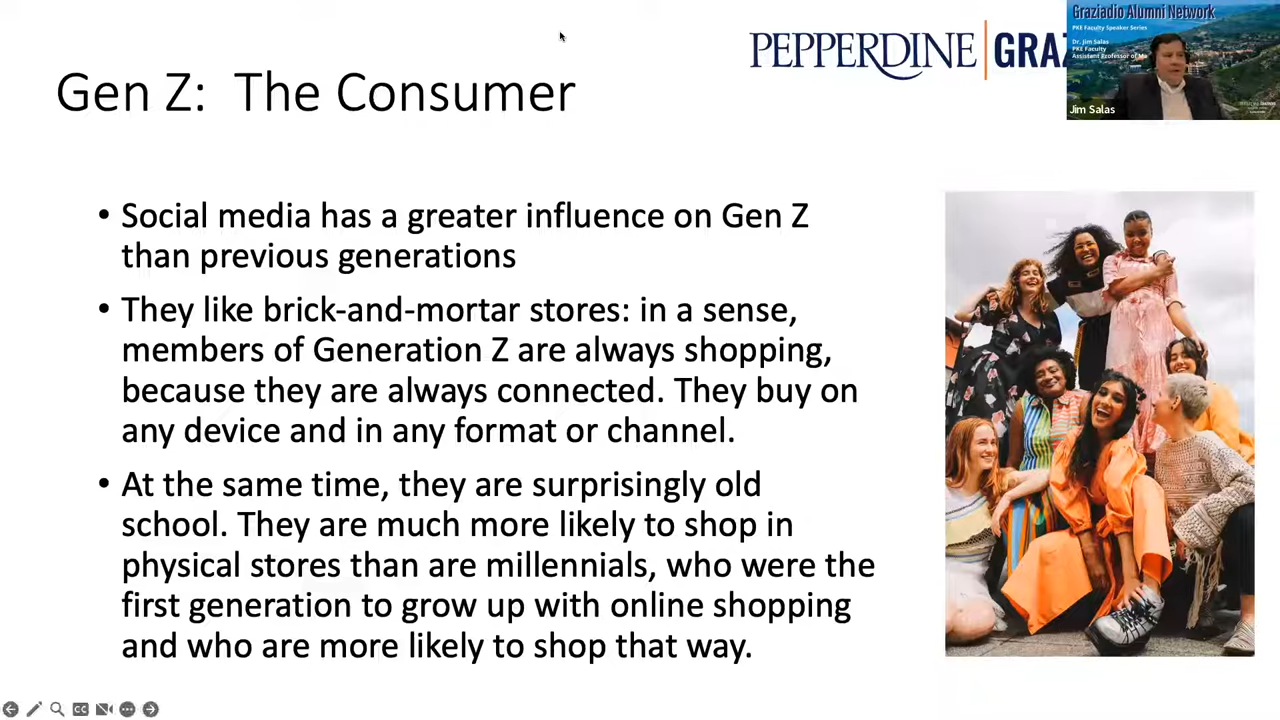 PEPPERDINE GRAZ
Graziadio Alumni Network
PKE Faculty Speaker Series
Dr. Jim Salas
PKE Faculty
Assistant Professor of Ma
Jim Salas
Gen Z: The Consumer
• Social media has a greater influence on Gen Z
than previous generations
• They like brick-and-mortar stores: in a sense,
members of Generation Z are always shopping,
because they are always connected. They buy on
any device and in any format or channel.
• At the same time, they are surprisingly old
school. They are much more likely to shop in
physical stores than are millennials, who were the
first generation to grow up with online shopping
and who are more likely to shop that way.
CC